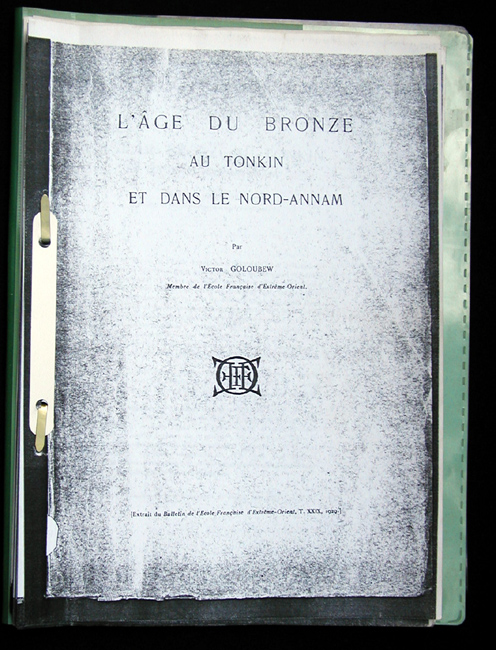 L'ÂGE DU BRONZE
AU TONKIN
ET DANS LE NORD-ANNAM
Par
Victor GOLOUBEW
Membre de l'École Française d'Extrême-Orient.
[Extrait du Bulletin de l'Ecole Française d'Extrême-Orient, T. XXIX, 1929]